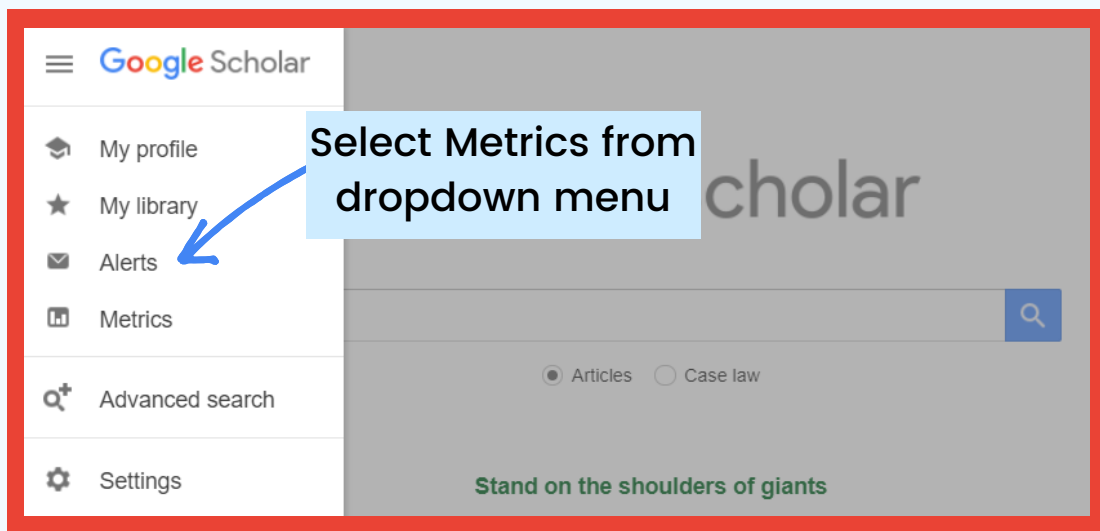 Google Scholar
My profile
My library
Alerts
Metrics
Advanced search
Settings
Select Metrics from
dropdown menu
cholar
Articles
Case law
Stand on the shoulders of giants